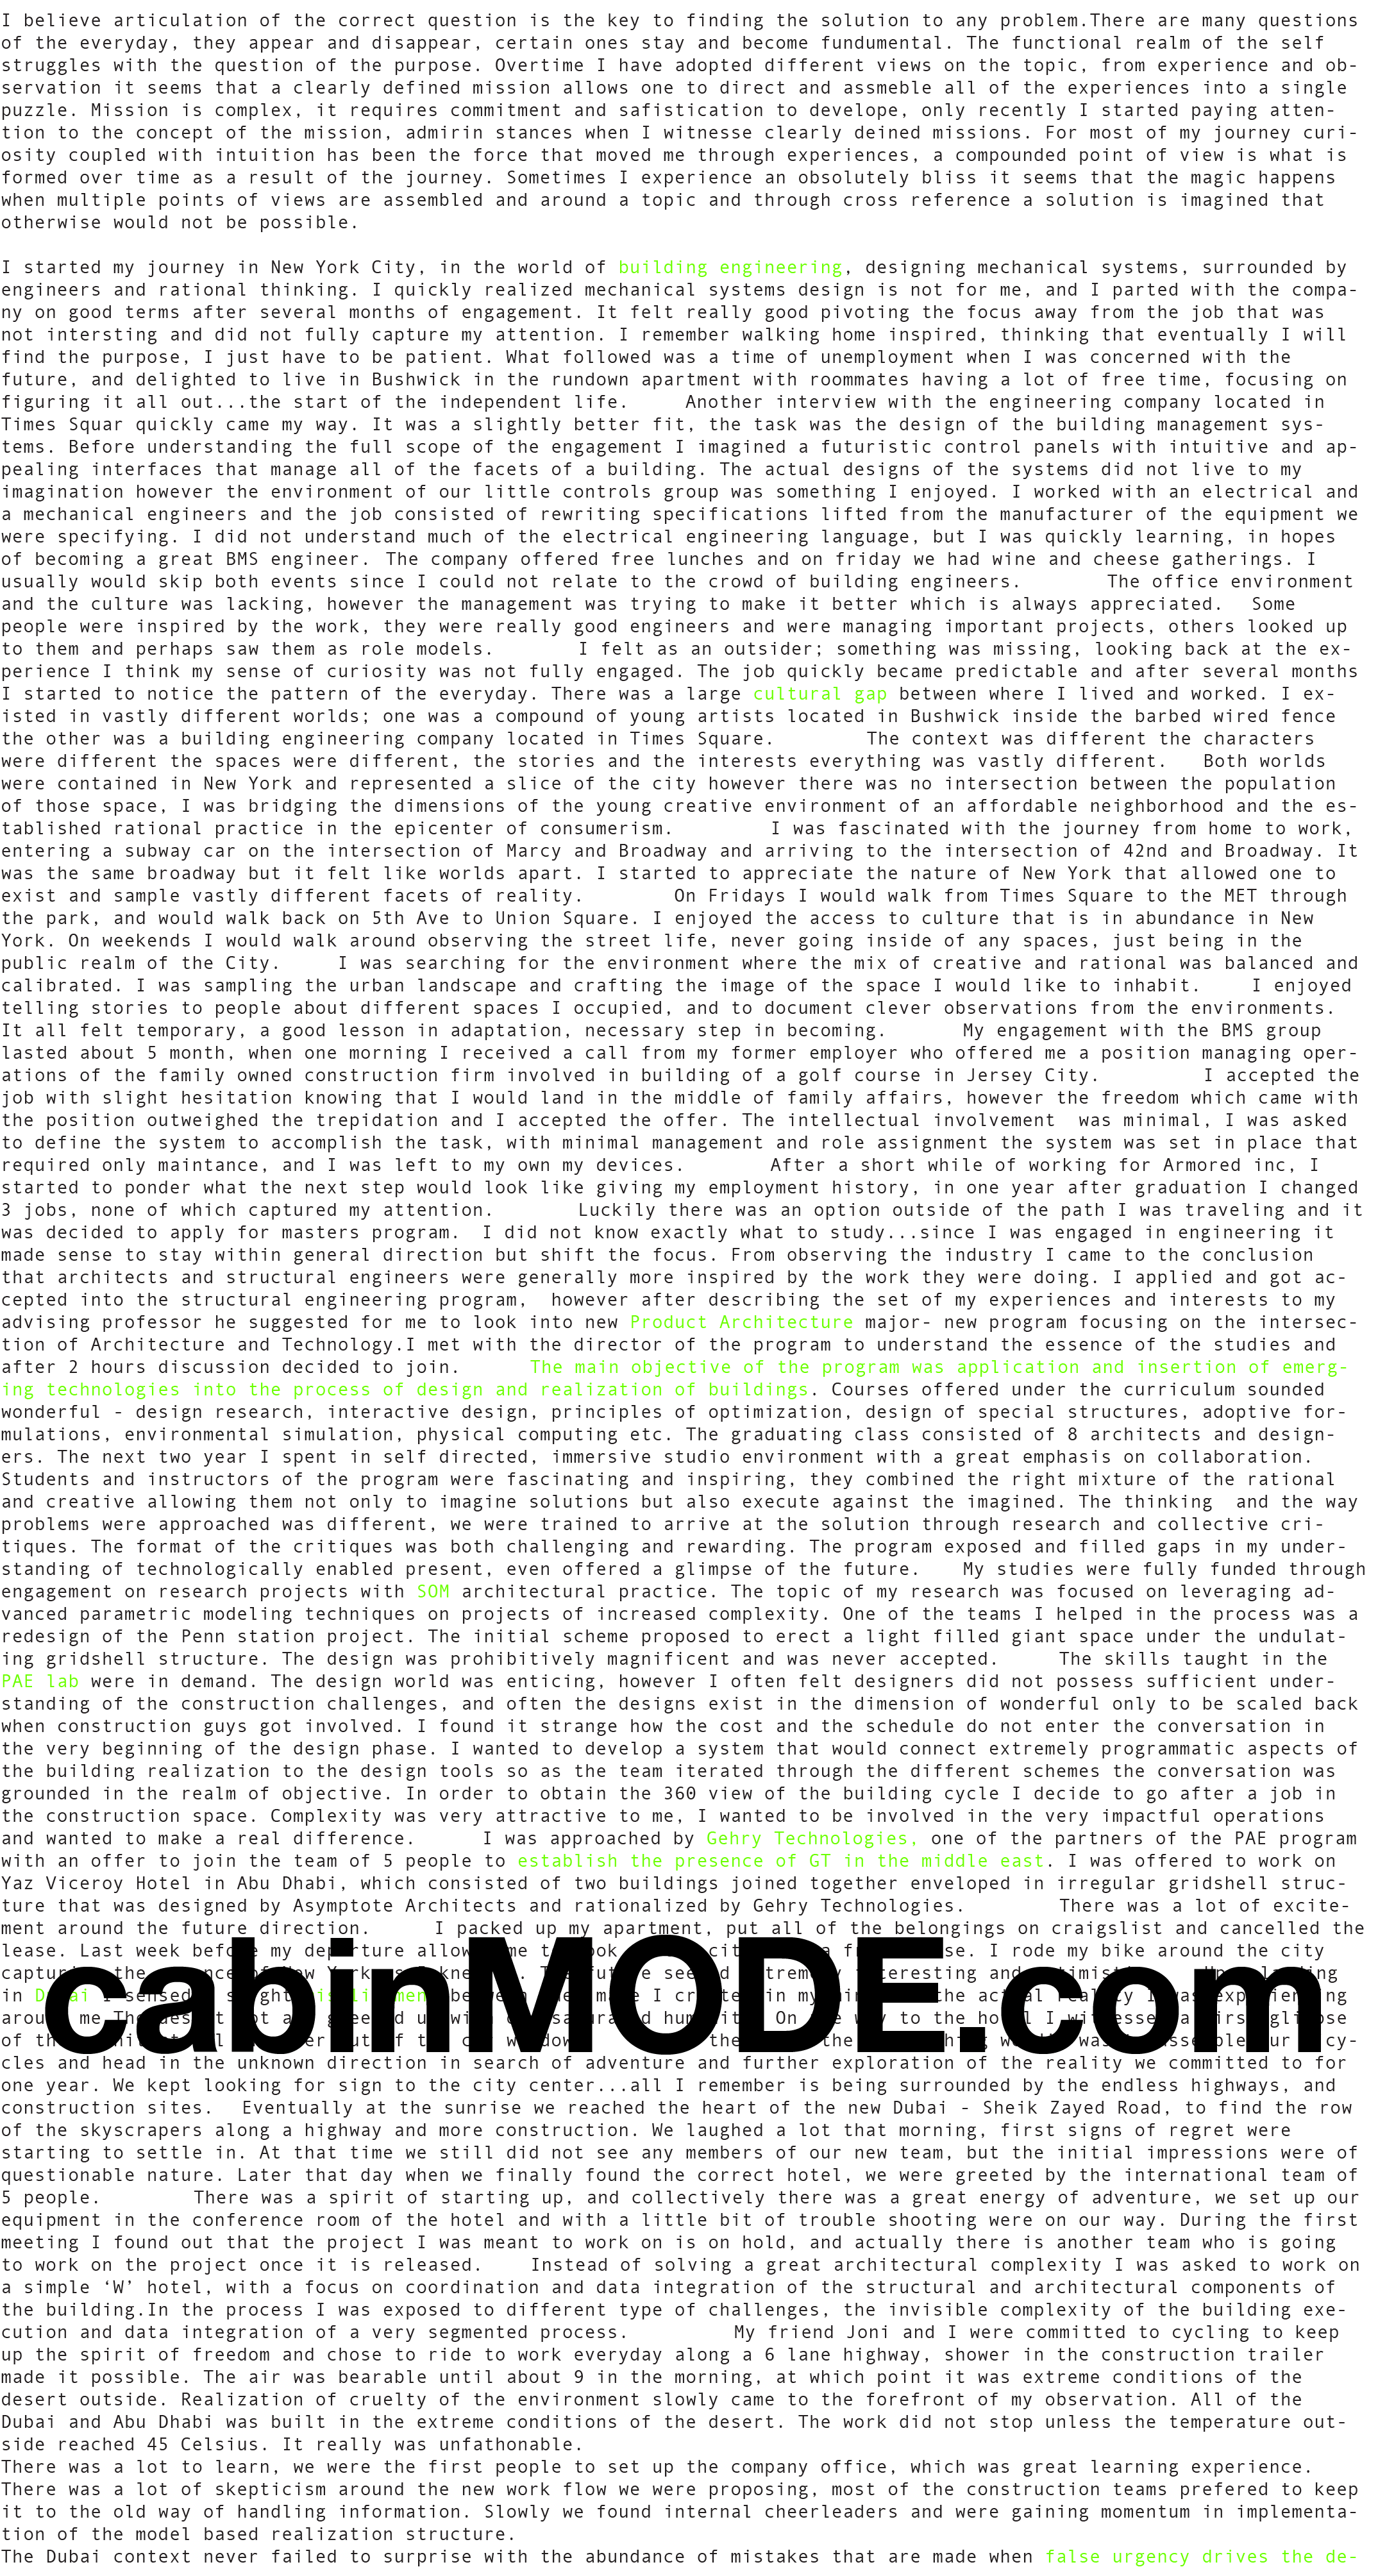 I believe articulation of the correct question is the key to finding the solution to any problem.There are many questions
of the everyday, they appear and disappear, certain ones stay and become fundumental. The functional realm of the self
struggles with the question of the purpose. Overtime I have adopted different views on the topic, from experience and ob-
servation it seems that a clearly defined mission allows one to direct and assmeble all of the experiences into a single
puzzle. Mission is complex, it requires commitment and safistication to develope, only recently I started paying atten-
tion to the concept of the mission, admirin stances when I witnesse clearly deined missions. For most of my journey curi-
osity coupled with intuition has been the force that moved me through experiences, a compounded point of view is what is
formed over time as a result of the journey. Sometimes I experience an absolutely bliss it seems that the magic happens
when multiple points of views are assembled and around a topic and through cross reference a solution is imagined that
otherwise would not be possible.
I started my journey in New York City, in the world of building engineering, designing mechanical systems, surrounded by
engineers and rational thinking. I quickly realized mechanical systems design is not for me, and I parted with the compa-
ny on good terms after several months of engagement. It felt really good pivoting the focus away from the job that was
not intersting and did not fully capture my attention. I remember walking home inspired, thinking that eventually I will
find the purpose, I just have to be patient. What followed was a time of unemployment when I was concerned with the
future, and delighted to live in Bushwick in the rundown apartment with roommates having a lot of free time, focusing on
figuring it all out...the start of the independent life. Another interview with the engineering company located in
Times Squar quickly came my way. It was a slightly better fit, the task was the design of the building management sys-
tems. Before understanding the full scope of the engagement I imagined a futuristic control panels with intuitive and ap-
pealing interfaces that manage all of the facets of a building. The actual designs of the systems did not live to my
imagination however the environment of our little controls group was something I enjoyed. I worked with an electrical and
a mechanical engineers and the job consisted of rewriting specifications lifted from the manufacturer of the equipment we
were specifying. I did not understand much of the electrical engineering language, but I was quickly learning, in hopes
of becoming a great BMS engineer. The company offered free lunches and on friday we had wine and cheese gatherings. I
usually would skip both events since I could not relate to the crowd of building engineers. The office environment
and the culture was lacking, however the management was trying to make it better which is always appreciated. Some
people were inspired by the work, they were really good engineers and were managing important projects, others looked up
to them and perhaps saw them as role models. I felt as an outsider; something was missing, looking back at the ex-
perience I think my sense of curiosity was not fully engaged. The job quickly became predictable and after several months
I started to notice the pattern of the everyday. There was a large cultural gap between where I lived and worked. I ex-
isted in vastly different worlds; one was a compound of young artists located in Bushwick inside the barbed wired fence
the other was a building engineering company located in Times Square. The context was different the characters
were different the spaces were different, the stories and the interests everything was vastly different. Both worlds
were contained in New York and represented a slice of the city however there was no intersection between the population
of those space, I was bridging the dimensions of the young creative environment of an affordable neighborhood and the es-
tablished rational practice in the epicenter of consumerism. I was fascinated with the journey from home to work,
entering a subway car on the intersection of Marcy and Broadway and arriving to the intersection of 42nd and Broadway. It
was the same broadway but it felt like worlds apart. I started to appreciate the nature of New York that allowed one to
exist and sample vastly different facets of reality. On Fridays I would walk from Times Square to the MET through
the park, and would walk back on 5th Ave to Union Square. I enjoyed the access to culture that is in abundance in New
York. On weekends I would walk around observing the street life, never going inside of any spaces, just being in the
public realm of the City. I was searching for the environment where the mix of creative and rational was balanced and
calibrated. I was sampling the urban landscape and crafting the image of the space I would like to inhabit. I enjoyed
telling stories to people about different spaces I occupied, and to document clever observations from the environments.
It all felt temporary, a good lesson in adaptation, necessary step in becoming. My engagement with the BMS group
lasted about 5 month, when one morning I received a call from my former employer who offered me a position managing oper-
ations of the family owned construction firm involved in building of a golf course in Jersey City. I accepted the
job with slight hesitation knowing that I would land in the middle of family affairs, however the freedom which came with
the position outweighed the trepidation and I accepted the offer. The intellectual involvement was minimal, I was asked
to define the system to accomplish the task, with minimal management and role assignment the system was set in place that
required only maintance, and I was left to my own my devices. After a short while of working for Armored inc, I
started to ponder what the next step would look like giving my employment history, in one year after graduation I changed
3 jobs, none of which captured my attention. Luckily there was an option outside of the path I was traveling and it
was decided to apply for masters program. I did not know exactly what to study...since I was engaged in engineering it
made sense to stay within general direction but shift the focus. From observing the industry I came to the conclusion
that architects and structural engineers were generally more inspired by the work they were doing. I applied and got ac-
cepted into the structural engineering program, however after describing the set of my experiences and interests to my
advising professor he suggested for me to look into new Product Architecture major- new program focusing on the intersec-
tion of Architecture and Technology.I met with the director of the program to understand the essence of the studies and
after 2 hours discussion decided to join. The main objective of the program was application and insertion of emerg-
ing technologies into the process of design and realization of buildings. Courses offered under the curriculum sounded
wonderful - design research, interactive design, principles of optimization, design of special structures, adoptive for-
mulations, environmental simulation, physical computing etc. The graduating class consisted of 8 architects and design-
ers. The next two year I spent in self directed, immersive studio environment with a great emphasis on collaboration.
Students and instructors of the program were fascinating and inspiring, they combined the right mixture of the rational
and creative allowing them not only to imagine solutions but also execute against the imagined. The thinking and the way
problems were approached was different, we were trained to arrive at the solution through research and collective cri-
tiques. The format of the critiques was both challenging and rewarding. The program exposed and filled gaps in my under-
standing of technologically enabled present, even offered a glimpse of the future. My studies were fully funded through
engagement on research projects with SOM architectural practice. The topic of my research was focused on leveraging ad-
vanced parametric modeling techniques on projects of increased complexity. One of the teams I helped in the process was a
redesign of the Penn station project. The initial scheme proposed to erect a light filled giant space under the undulat-
ing gridshell structure. The design was prohibitively magnificent and was never accepted. The skills taught in the
PAE lab were in demand. The design world was enticing, however I often felt designers did not possess sufficient under-
standing of the construction challenges, and often the designs exist in the dimension of wonderful only to be scaled back
when construction guys got involved. I found it strange how the cost and the schedule do not enter the conversation in
the very beginning of the design phase. I wanted to develop a system that would connect extremely programmatic aspects of
the building realization to the design tools so as the team iterated through the different schemes the conversation was
grounded in the realm of objective. In order to obtain the 360 view of the building cycle I decide to go after a job in
the construction space. Complexity was very attractive to me, I wanted to be involved in the very impactful operations
and wanted to make a real difference. I was approached by Gehry Technologies, one of the partners of the PAE program
with an offer to join the team of 5 people to establish the presence of GT in the middle east. I was offered to work on
Yaz Viceroy Hotel in Abu Dhabi, which consisted of two buildings joined together enveloped in irregular gridshell struc-
ture that was designed by Asymptote Architects and rationalized by Gehry Technologies. There was a lot of excite-
ment around the future direction. I packed up my apartment, put all of the belongings on craigslist and cancelled the
lease. Last week before my departure allow me t ook cit a f se. I rode my bike around the city
the New York kne fut e see tremely interesting and
in Dubai I sensed slight between I create in my the actual reality I was experiencing
around me The desert hot greeted us with humidity On way to the hotel I witnessed first glimpse
of the out of the window the the thing assemble our cy-
cabinMODE.com
cles and head in the unknown direction in search of adventure and further exploration of the reality we committed to for
one year. We kept looking for sign to the city center...all I remember is being surrounded by the endless highways, and
construction sites. Eventually at the sunrise we reached the heart of the new Dubai - Sheik Zayed Road, to find the row
of the skyscrapers along a highway and more construction. We laughed a lot that morning, first signs of regret were
starting to settle in. At that time we still did not see any members of our new team, but the initial impressions were of
questionable nature. Later that day when we finally found the correct hotel, we were greeted by the international team of
5 people. There was a spirit of starting up, and collectively there was a great energy of adventure, we set up our
equipment in the conference room of the hotel and with a little bit of trouble shooting were on our way. During the first
meeting I found out that the project I was meant to work on is on hold, and actually there is another team who is going
to work on the project once it is released. Instead of solving a great architectural complexity I was asked to work on
a simple ‘W’ hotel, with a focus on coordination and data integration of the structural and architectural components of
the building.In the process I was exposed to different type of challenges, the invisible complexity of the building exe-
cution and data integration of a very segmented process. My friend Joni and I were committed to cycling to keep
up the spirit of freedom and chose to ride to work everyday along a 6 lane highway, shower in the construction trailer
made it possible. The air was bearable until about 9 in the morning, at which point it was extreme conditions of the
desert outside. Realization of cruelty of the environment slowly came to the forefront of my observation. All of the
Dubai and Abu Dhabi was built in the extreme conditions of the desert. The work did not stop unless the temperature out-
side reached 45 Celsius. It really was unfathonable.
There was a lot to learn, we were the first people to set up the company office, which was great learning experience.
There was a lot of skepticism around the new work flow we were proposing, most of the construction teams prefered to keep
it to the old way of handling information. Slowly we found internal cheerleaders and were gaining momentum in implementa-
tion of the model based realization structure.
The Dubai context never failed to surprise with the abundance of mistakes that are made when false urgency drives the de-